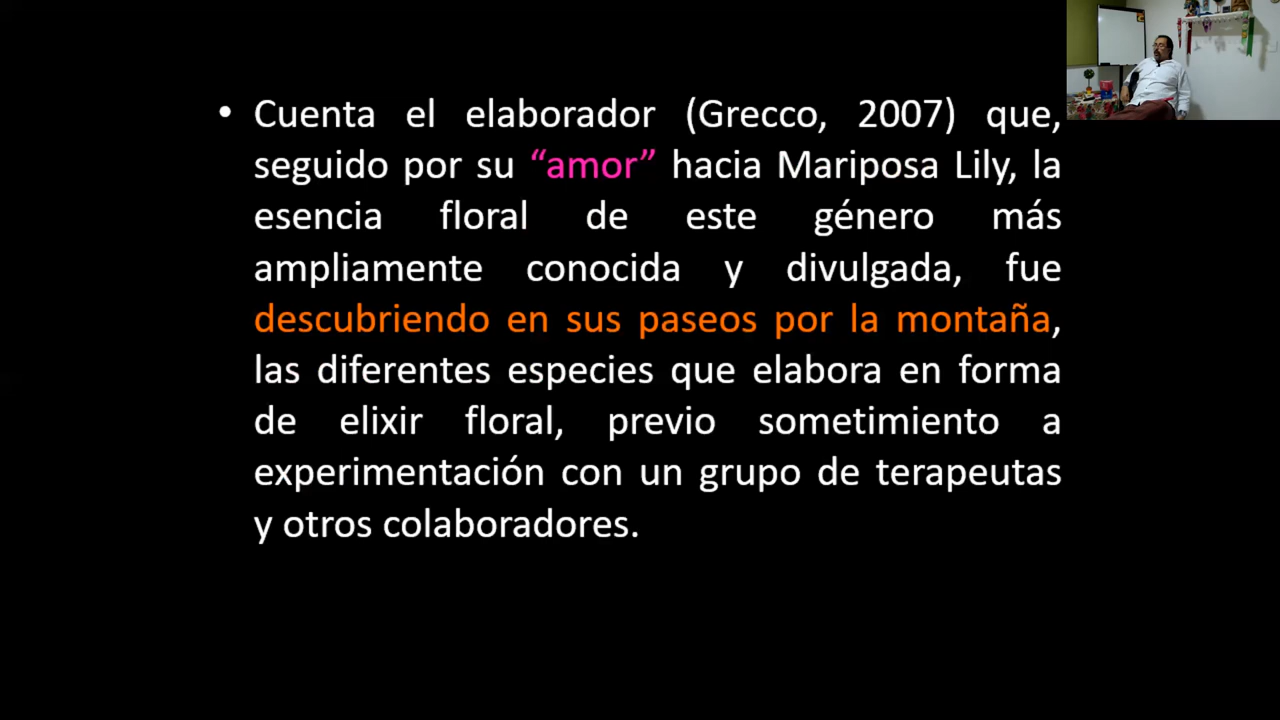 • Cuenta el elaborador (Grecco, 2007) que,
seguido por su “amor” hacia Mariposa Lily, la
esencia floral de este género más
ampliamente conocida y divulgada, fue
descubriendo en sus paseos por la montaña,
las diferentes especies que elabora en forma
de elixir floral, previo sometimiento a
experimentación con un grupo de terapeutas
y otros colaboradores.